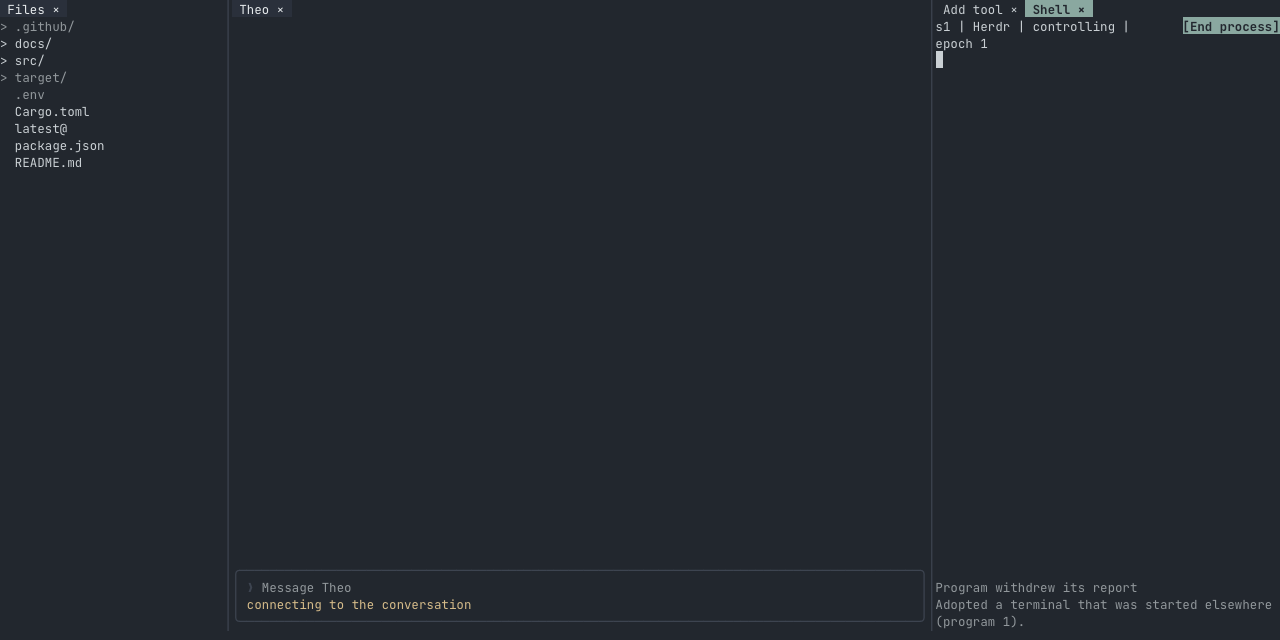 Files ×
> .github/
> docs/
> src/
> target/
.env
Cargo.toml
latest@
package.json
README.md
Theo ×
⟩ Message Theo
connecting to the conversation
Add tool × Shell ×
s1 | Herdr | controlling | [End process]
epoch 1
Program withdrew its report
Adopted a terminal that was started elsewhere
(program 1).